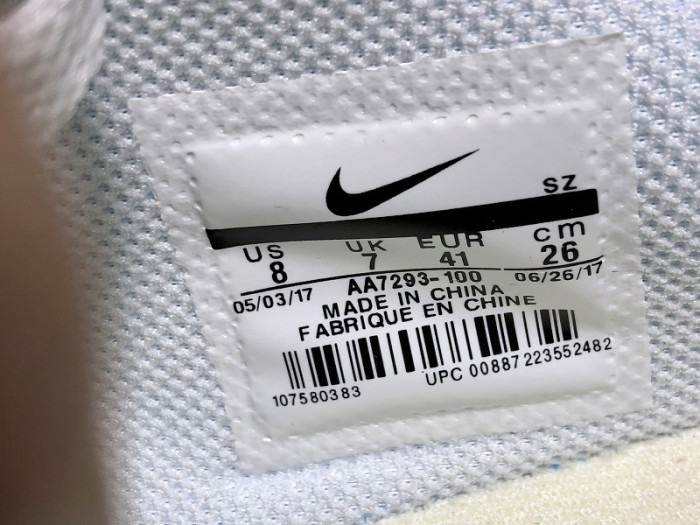 SZ
US UK EUR cm
8 7 41 26
05/03/17 AA7293-100 06/26/17
MADE IN CHINA
FABRIQUE EN CHINE
107580383 UPC 00887223552482